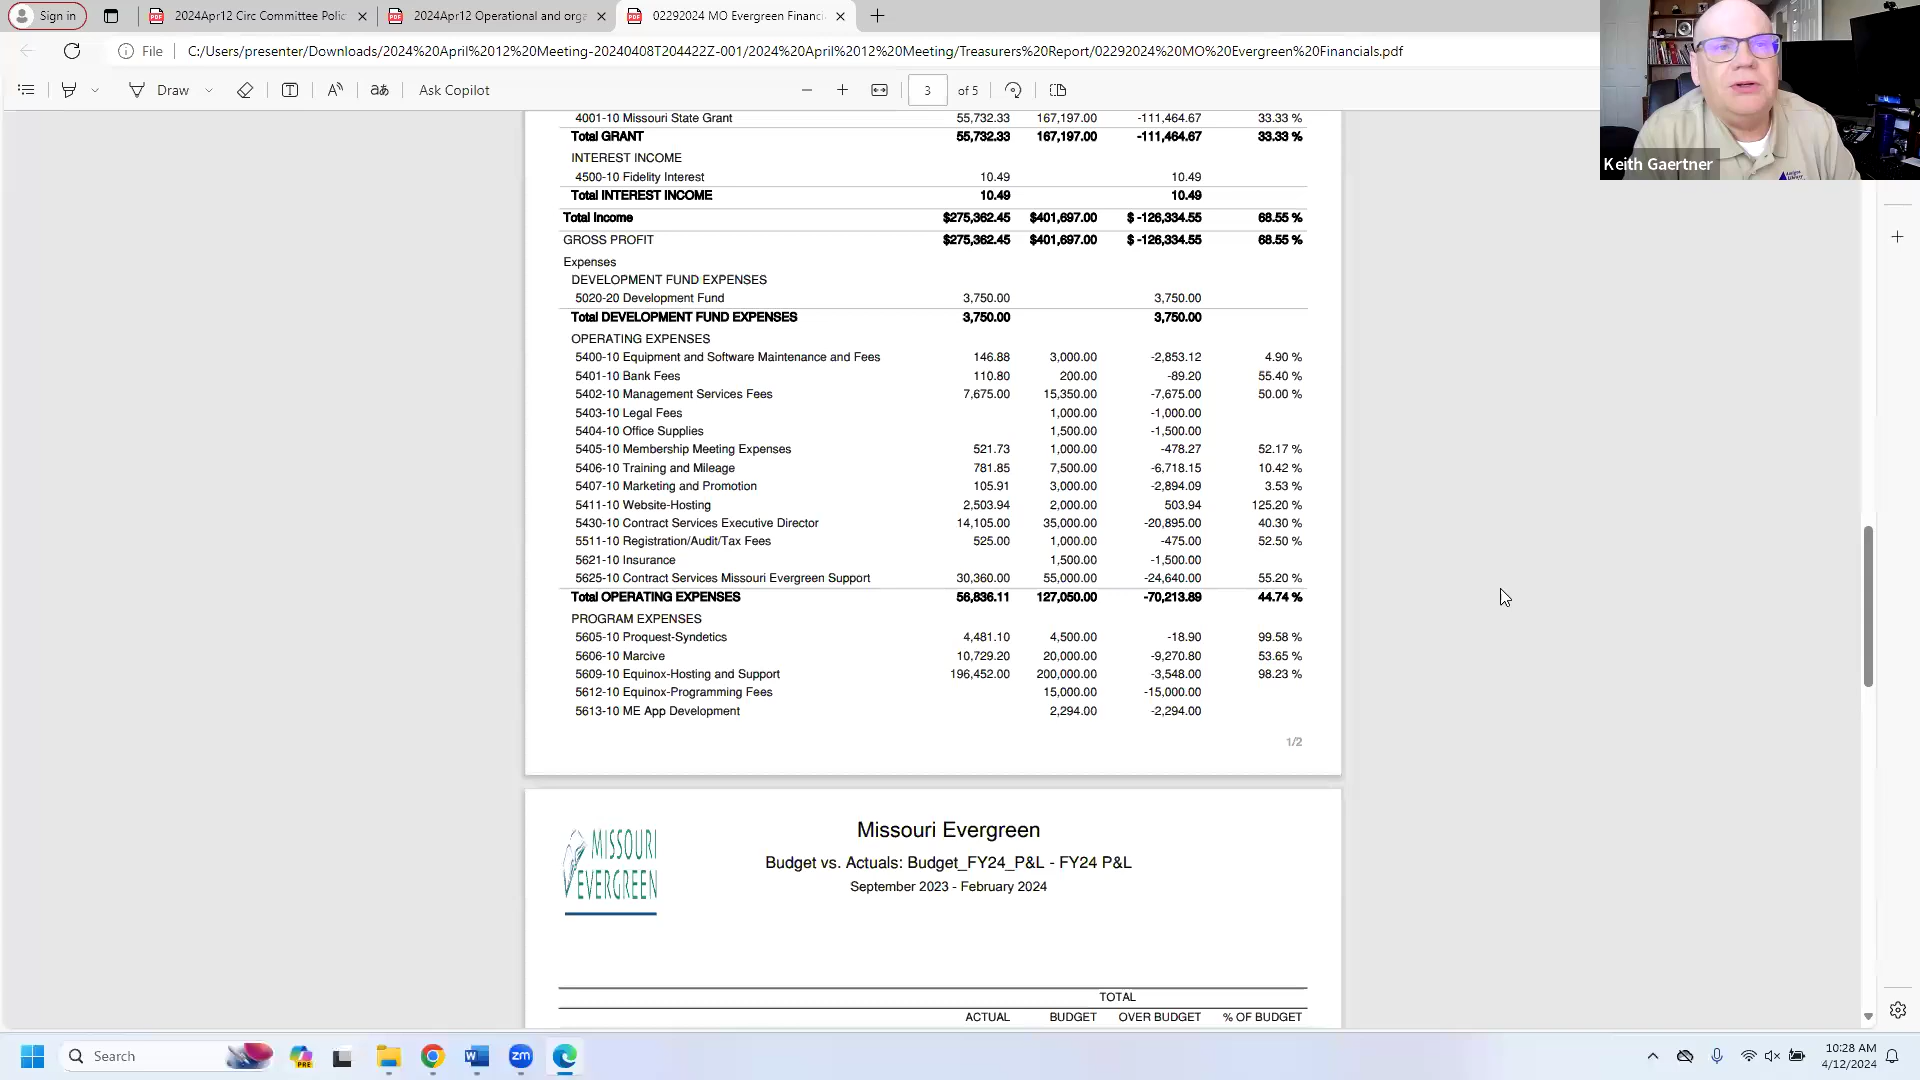 Sign in
2024Apr12 Circ Committee Polic
2024Apr12 Operational and orga
02292024 MO Evergreen Financi
File
C:/Users/presenter/Downloads/2024%20April%2012%20Meeting-20240408T204422Z-001/2024%20April%2012%20Meeting/Treasurers%20Report/02292024%20MO%20Evergreen%20Financials.pdf
Draw
Ask Copilot
3 of 5
Keith Gaertner
4001-10 Missouri State Grant 55,732.33 167,197.00 -111,464.67 33.33 %
Total GRANT 55,732.33 167,197.00 -111,464.67 33.33 %
INTEREST INCOME
4500-10 Fidelity Interest 10.49 10.49
Total INTEREST INCOME 10.49 10.49
Total Income $275,362.45 $401,697.00 $ -126,334.55 68.55 %
GROSS PROFIT $275,362.45 $401,697.00 $ -126,334.55 68.55 %
Expenses
DEVELOPMENT FUND EXPENSES
5020-20 Development Fund 3,750.00 3,750.00
Total DEVELOPMENT FUND EXPENSES 3,750.00 3,750.00
OPERATING EXPENSES
5400-10 Equipment and Software Maintenance and Fees 146.88 3,000.00 -2,853.12 4.90 %
5401-10 Bank Fees 110.80 200.00 -89.20 55.40 %
5402-10 Management Services Fees 7,675.00 15,350.00 -7,675.00 50.00 %
5403-10 Legal Fees 1,000.00 -1,000.00
5404-10 Office Supplies 1,500.00 -1,500.00
5405-10 Membership Meeting Expenses 521.73 1,000.00 -478.27 52.17 %
5406-10 Training and Mileage 781.85 7,500.00 -6,718.15 10.42 %
5407-10 Marketing and Promotion 105.91 3,000.00 -2,894.09 3.53 %
5411-10 Website-Hosting 2,503.94 2,000.00 503.94 125.20 %
5430-10 Contract Services Executive Director 14,105.00 35,000.00 -20,895.00 40.30 %
5511-10 Registration/Audit/Tax Fees 525.00 1,000.00 -475.00 52.50 %
5621-10 Insurance 1,500.00 -1,500.00
5625-10 Contract Services Missouri Evergreen Support 30,360.00 55,000.00 -24,640.00 55.20 %
Total OPERATING EXPENSES 56,836.11 127,050.00 -70,213.89 44.74 %
PROGRAM EXPENSES
5605-10 Proquest-Syndetics 4,481.10 4,500.00 -18.90 99.58 %
5606-10 Marcive 10,729.20 20,000.00 -9,270.80 53.65 %
5609-10 Equinox-Hosting and Support 196,452.00 200,000.00 -3,548.00 98.23 %
5612-10 Equinox-Programming Fees 15,000.00 -15,000.00
5613-10 ME App Development 2,294.00 -2,294.00
1/2
MISSOURI
EVERGREEN
Missouri Evergreen
Budget vs. Actuals: Budget_FY24_P&L - FY24 P&L
September 2023 - February 2024
TOTAL
ACTUAL BUDGET OVER BUDGET % OF BUDGET
Search
PRE
zm
10:28 AM
4/12/2024